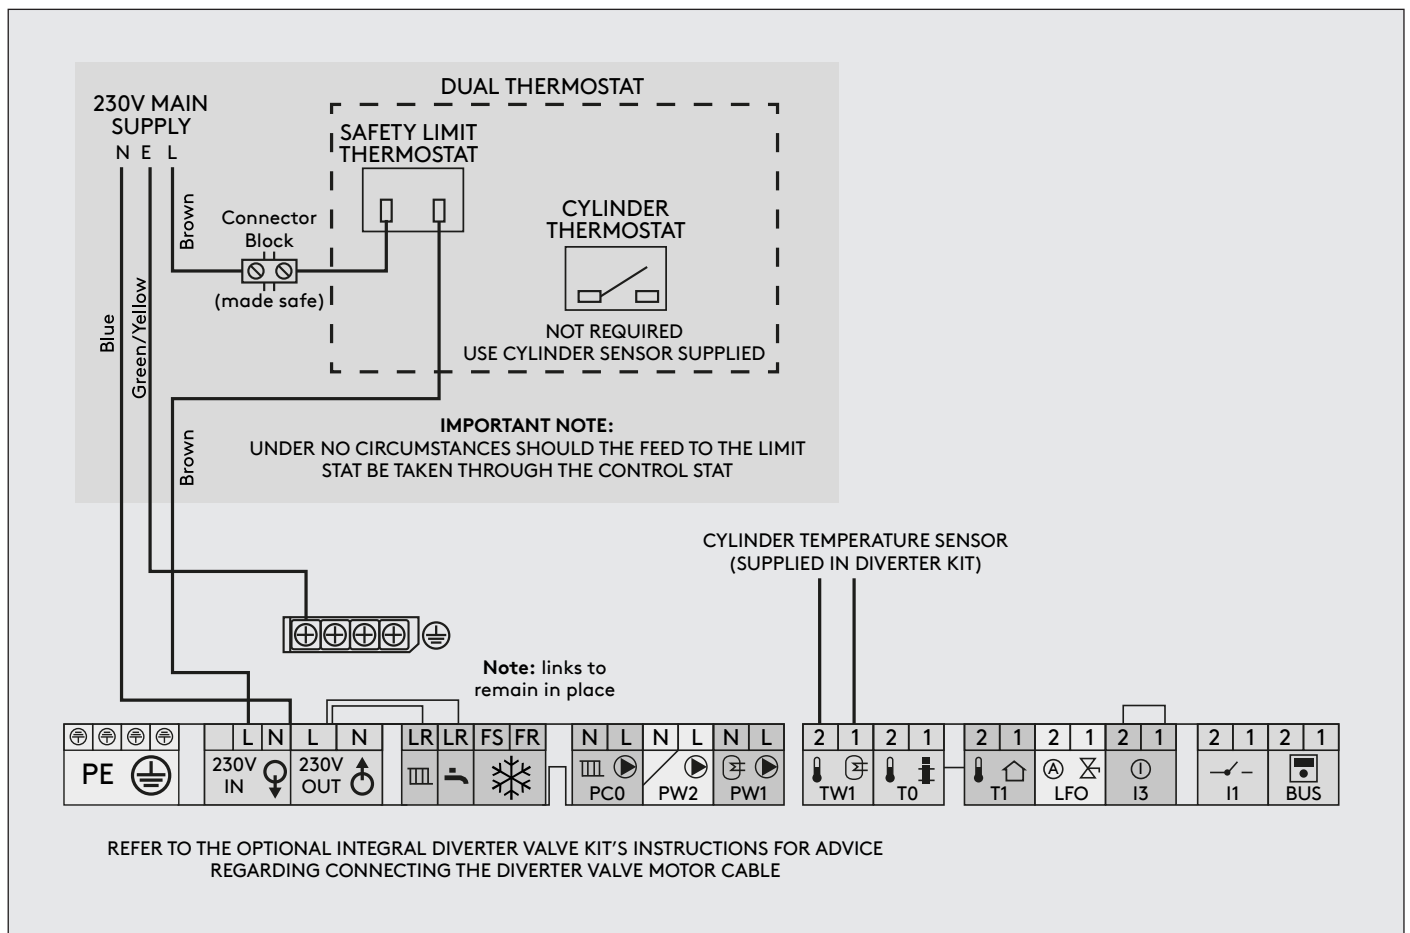 DUAL THERMOSTAT
230V MAIN
SUPPLY
N E L
SAFETY LIMIT
THERMOSTAT
Brown
Connector
Block
(made safe)
CYLINDER
THERMOSTAT
NOT REQUIRED
USE CYLINDER SENSOR SUPPLIED
Blue
Green/Yellow
Brown
IMPORTANT NOTE:
UNDER NO CIRCUMSTANCES SHOULD THE FEED TO THE LIMIT
STAT BE TAKEN THROUGH THE CONTROL STAT
CYLINDER TEMPERATURE SENSOR
(SUPPLIED IN DIVERTER KIT)
Note: links to
remain in place
L N L N LR LR FS FR N L N L N L 2 1 2 1 2 1 2 1 2 1 2 1 2 1
PE
230V
IN
230V
OUT
PC0
PW2
PW1
TW1
T0
T1
A
LFO
I3
I1
BUS
REFER TO THE OPTIONAL INTEGRAL DIVERTER VALVE KIT'S INSTRUCTIONS FOR ADVICE
REGARDING CONNECTING THE DIVERTER VALVE MOTOR CABLE